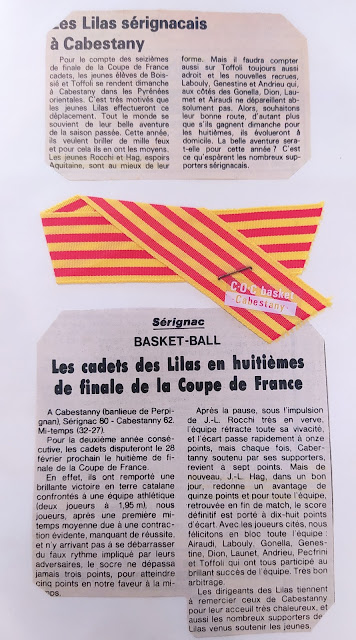 Les Lilas sérignacais
à Cabestany
Pour le compte des seizièmes
de finale de la Coupe de France
cadets, les jeunes élèves de Bois-
sié et Toffoli se rendent dimanche
à Cabestany dans les Pyrénées
orientales. C'est très motivés que
les jeunes Lilas effectueront ce
déplacement. Tout le monde se
souvient de leur belle aventure
de la saison passée. Cette année,
ils veulent briller de mille feux
et pour cela ils en ont les moyens.
Les jeunes Rocchi et Hag, espoirs
Aquitaine, sont au mieux de leur
forme. Mais il faudra compter
aussi sur Toffoli toujours aussi
adroit et les nouvelles recrues,
Labouly, Genestine et Andrieu qui,
aux côtés des Gonella, Dion, Lau-
met et Airaudi ne dépareillent ab-
solument pas. Alors, souhaitons
leur bonne route, d'autant plus
que s'ils gagnent dimanche pour
les huitièmes, ils évolueront à
domicile. La belle aventure sera-
t-elle pour cette année ? C'est
ce qu'espèrent les nombreux sup-
porters sérignacais.
C·O·C basket
-Cabestany-
Sérignac
BASKET-BALL
Les cadets des Lilas en huitièmes
de finale de la Coupe de France
A Cabestanny (banlieue de Perpi-
gnan), Sérignac 80 - Cabestanny 62.
Mi-temps (32-27).
Pour la deuxième année consé-
cutive, les cadets disputeront le 28
février prochain le huitième de fi-
nale de la Coupe de France.
En effet, ils ont remporté une
brillante victoire en terre catalane
confrontés à une équipe athlétique
(deux joueurs à 1,95 m), nous
jouons, après une première mi-
temps moyenne due à une contrac-
tion évidente, manquant de réussite,
et n'y arrivant pas à se débarrasser
du faux rythme impliqué par leurs
adversaires, le socre ne dépassa
jamais trois points, pour atteindre
cinq points en notre faveur à la mi-
Après la pause, sous l'impulsion
de J.-L. Rocchi très en verve,
l'équipe rétracte toute sa vivacité,
et l'écart passe rapidement à onze
points, mais chaque fois, Caber-
tanny soutenu par ses supporters,
revient à sept points. Mais de
nouveau, J.-L. Hag, dans un bon
jour, redonne un avantage de
quinze points et pour toute l'équipe,
retrouvée en fin de match, le score
définitif est porté à dix-huit points
d'écart. Avec les joueurs cités, nous
félicitons en bloc toute l'équipe :
Airaudi, Labouly, Gonella, Genes-
tine, Dion, Launet, Andrieu, Pecfrini
et Toffoli qui ont tous participé au
brillant succès de l'équipe. Très bon
arbitrage.
Les dirigeants des Lilas tiennent
à remercier ceux de Cabestanny
pour leur acceuil très chaleureux, et
aussi les nombreux supporters de
Lilas venus soutenir les jeunes.